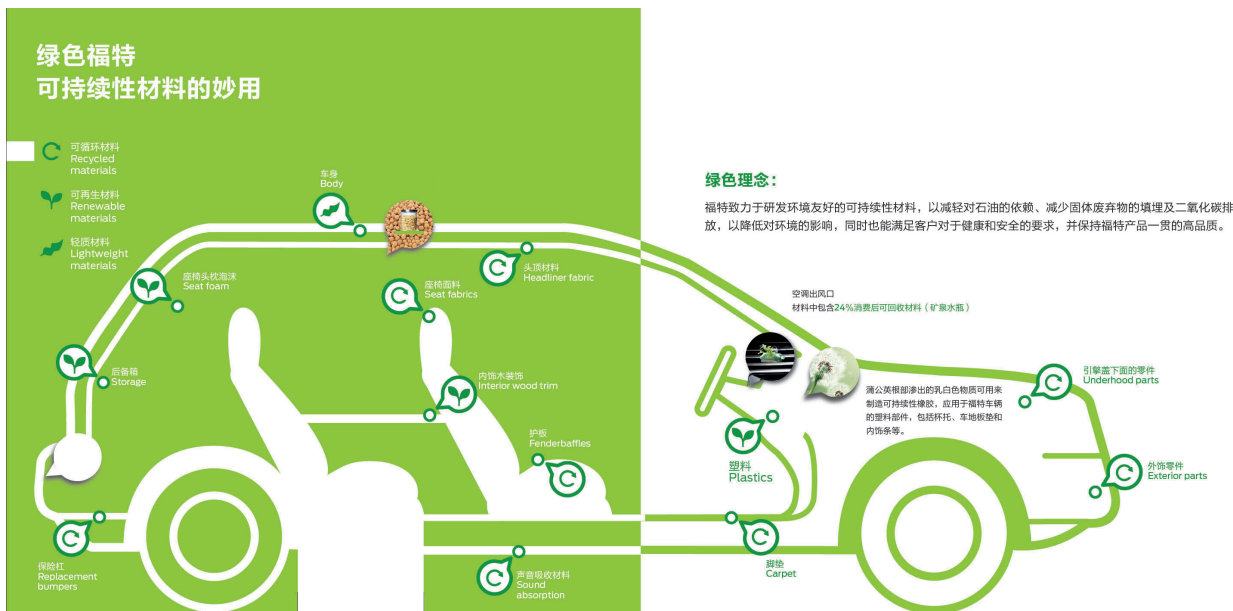 绿色福特
可持续性材料的妙用
可循环材料
Recycled
materials
可再生材料
Renewable
materials
轻质材料
Lightweight
materials
车身
Body
座椅头枕泡沫
Seat foam
座椅面料
Seat fabrics
头顶材料
Headliner fabric
后备箱
Storage
内饰木装饰
Interior wood trim
护板
Fenderbaffles
保险杠
Replacement
bumpers
声音吸收材料
Sound
absorption
绿色理念：
福特致力于研发环境友好的可持续性材料，以减轻对石油的依赖、减少固体废弃物的填埋及二氧化碳排
放，以降低对环境的影响，同时也能满足客户对于健康和安全的要求，并保持福特产品一贯的高品质。
空调出风口
材料中包含24%消费后可回收材料（矿泉水瓶）
蒲公英根部渗出的乳白色物质可用来
制造可持续性橡胶，应用于福特车辆
的塑料部件，包括杯托、车地板垫和
内饰条等。
引擎盖下面的零件
Underhood parts
塑料
Plastics
外饰零件
Exterior parts
脚垫
Carpet